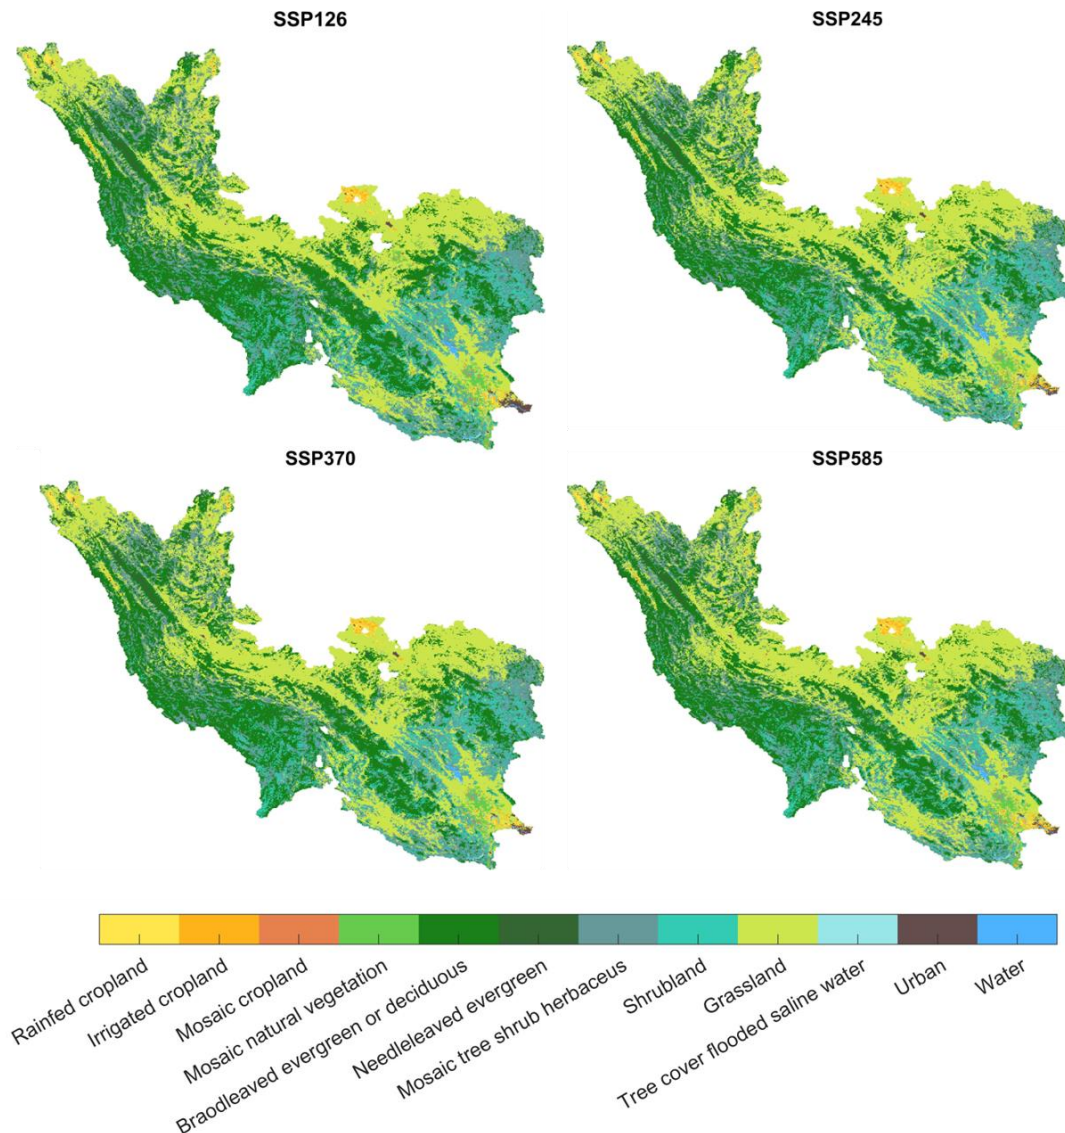 SSP126
SSP245
SSP370
SSP585
Rainfed cropland
Irrigated cropland
Mosaic cropland
Mosaic natural vegetation
Braodleaved evergreen or deciduous
Needleleaved evergreen
Mosaic tree shrub herbaceus
Shrubland
Grassland
Tree cover flooded saline water
Urban
Water